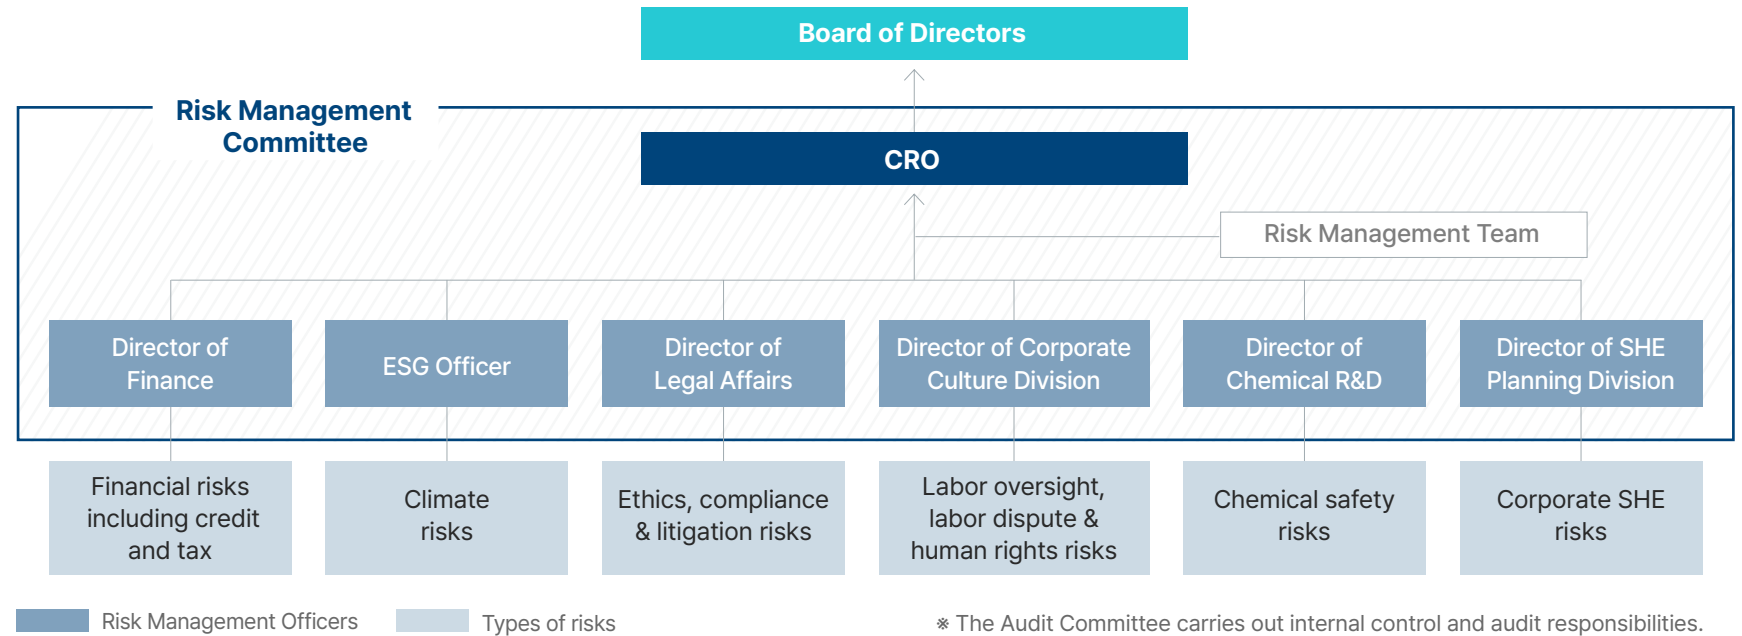 Board of Directors
Risk Management
Committee
CRO
Risk Management Team
Director of
Finance
ESG Officer
Director of
Legal Affairs
Director of Corporate
Culture Division
Director of
Chemical R&D
Director of SHE
Planning Division
Financial risks
including credit
and tax
Climate
risks
Ethics, compliance
& litigation risks
Labor oversight,
labor dispute &
human rights risks
Chemical safety
risks
Corporate SHE
risks
Risk Management Officers
Types of risks
※ The Audit Committee carries out internal control and audit responsibilities.